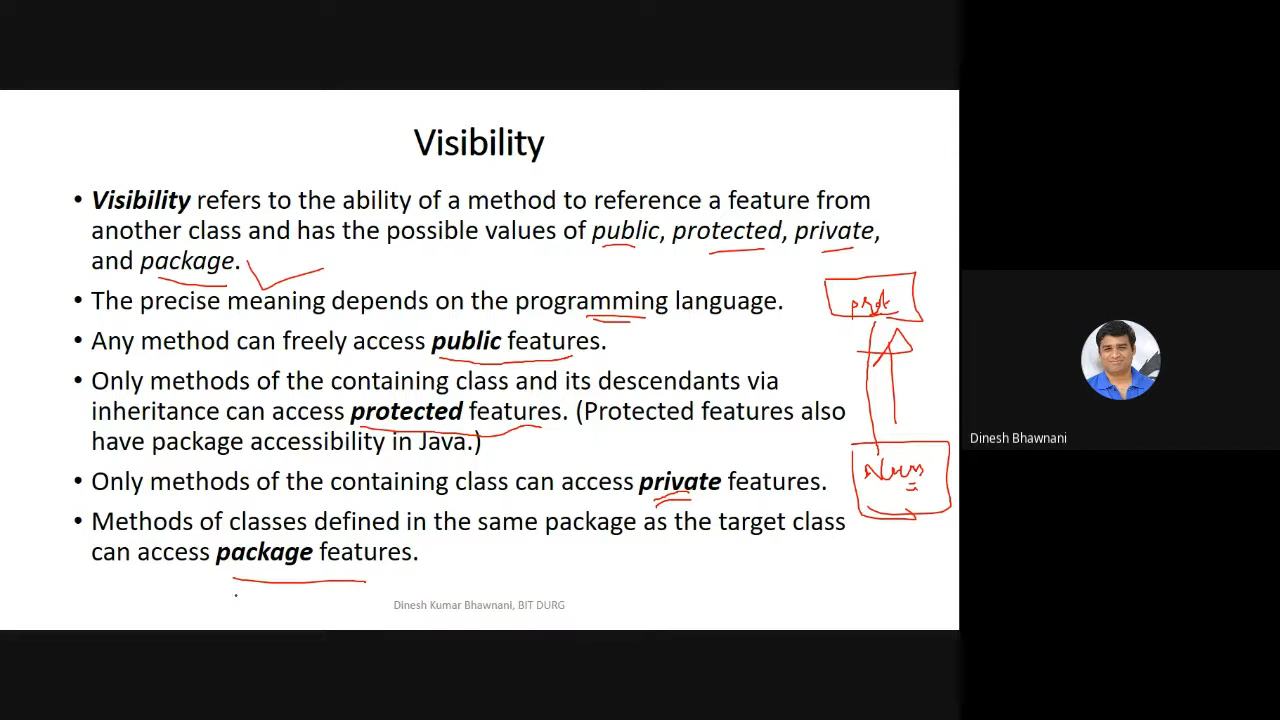 Visibility
• Visibility refers to the ability of a method to reference a feature from
another class and has the possible values of public, protected, private,
and package.
• The precise meaning depends on the programming language.
• Any method can freely access public features.
• Only methods of the containing class and its descendants via
inheritance can access protected features. (Protected features also
have package accessibility in Java.)
• Only methods of the containing class can access private features.
• Methods of classes defined in the same package as the target class
can access package features.
prot
Dinesh Kumar Bhawnani, BIT DURG
Dinesh Bhawnani